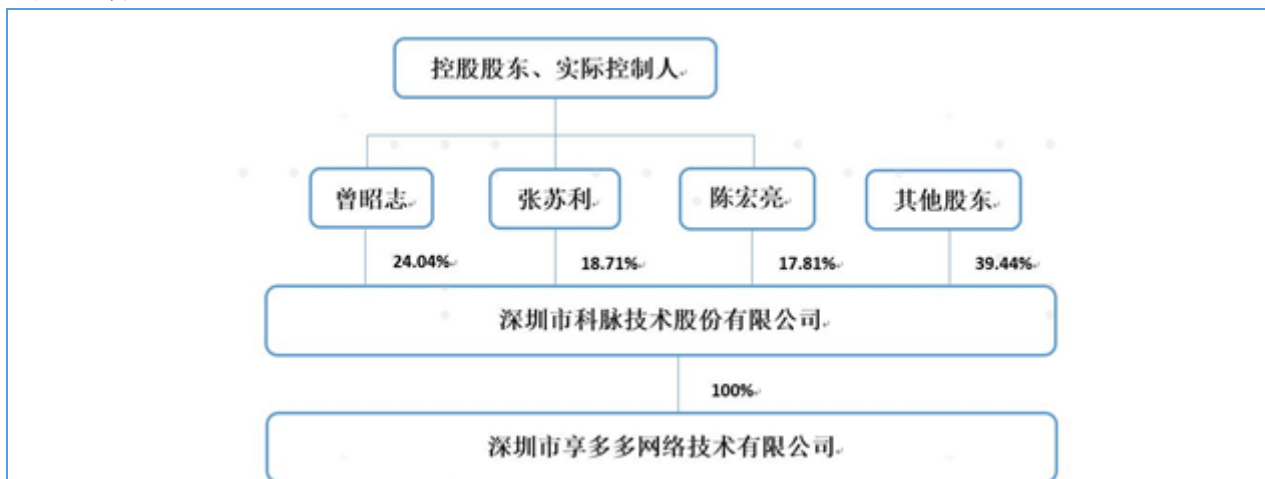 控股股东、实际控制人
曾昭志
张苏利
陈宏亮
其他股东
24.04%
18.71%
17.81%
39.44%
深圳市科脉技术股份有限公司
100%
深圳市享多多网络技术有限公司